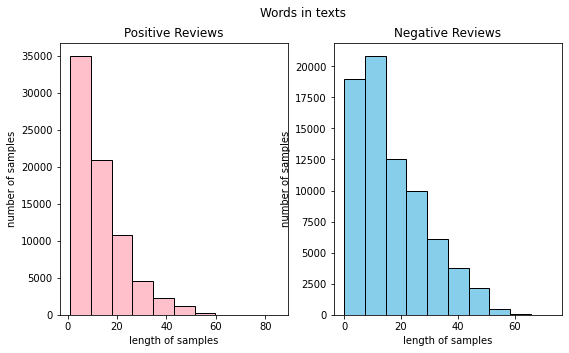 Words in texts
Positive Reviews
number of samples
35000
30000
25000
20000
15000
10000
5000
0
0 20 40 60 80
length of samples
Negative Reviews
number of samples
20000
17500
15000
12500
10000
7500
5000
2500
0
0 20 40 60
length of samples